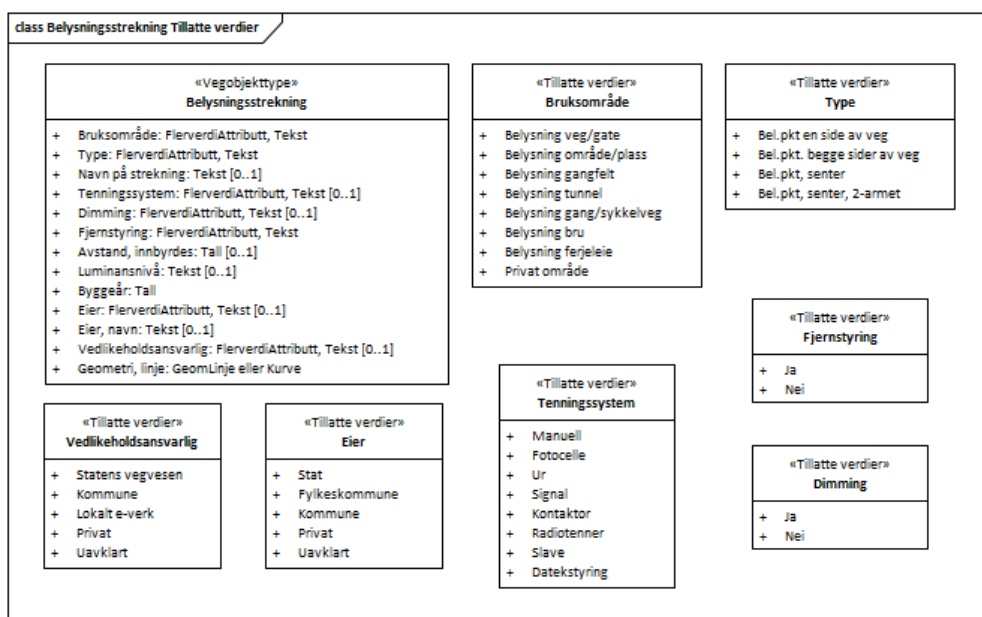 class Belysningsstrekning Tillatte verdier
«Vegobjekttype»
Belysningsstrekning
+ Bruksområde: FlerverdiAttributt, Tekst
+ Type: FlerverdiAttributt, Tekst
+ Navn på strekning: Tekst [0..1]
+ Tenningssystem: FlerverdiAttributt, Tekst [0..1]
+ Dimming: FlerverdiAttributt, Tekst [0..1]
+ Fjernstyring: FlerverdiAttributt, Tekst
+ Avstand, innbyrdes: Tall [0..1]
+ Luminansnivå: Tekst [0..1]
+ Byggeår: Tall
+ Eier: FlerverdiAttributt, Tekst [0..1]
+ Eier, navn: Tekst [0..1]
+ Vedlikeholdsansvarlig: FlerverdiAttributt, Tekst [0..1]
+ Geometri, linje: GeomLinje eller Kurve
«Tillatte verdier»
Bruksområde
+ Belysning veg/gate
+ Belysning område/plass
+ Belysning gangfelt
+ Belysning tunnel
+ Belysning gang/sykkelveg
+ Belysning bru
+ Belysning ferjeleie
+ Privat område
«Tillatte verdier»
Type
+ Bel.pkt en side av veg
+ Bel.pkt. begge sider av veg
+ Bel.pkt, senter
+ Bel.pkt, senter, 2-armet
«Tillatte verdier»
Fjernstyring
+ Ja
+ Nei
«Tillatte verdier»
Vedlikeholdsansvarlig
+ Statens vegvesen
+ Kommune
+ Lokalt e-verk
+ Privat
+ Uavklart
«Tillatte verdier»
Eier
+ Stat
+ Fylkeskommune
+ Kommune
+ Privat
+ Uavklart
«Tillatte verdier»
Tenningssystem
+ Manuell
+ Fotocelle
+ Ur
+ Signal
+ Kontaktor
+ Radiotenner
+ Slave
+ Datekstyring
«Tillatte verdier»
Dimming
+ Ja
+ Nei